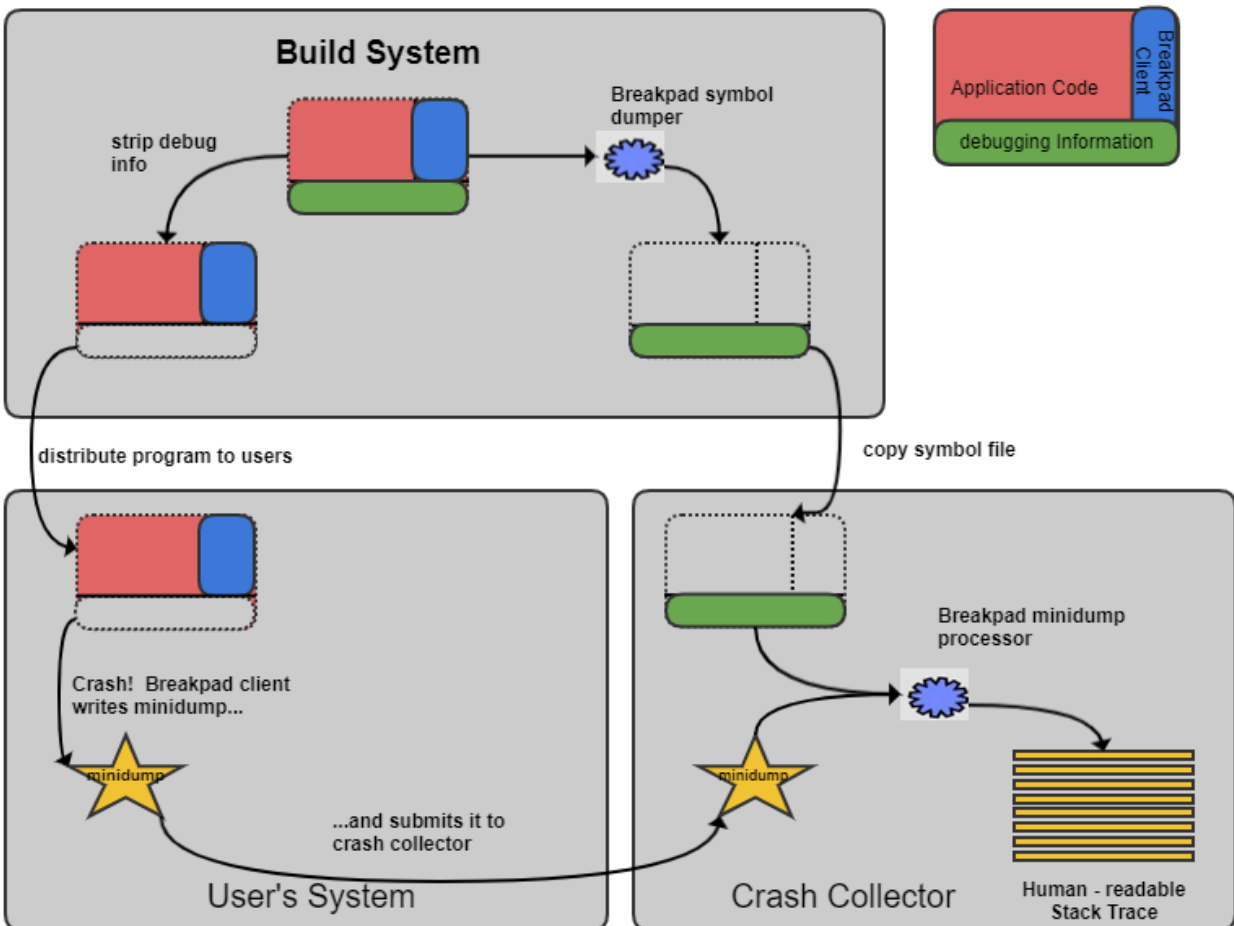 Build System
Breakpad symbol
dumper
strip debug
info
Application Code
Breakpad
Client
debugging Information
distribute program to users
copy symbol file
Breakpad minidump
processor
Crash!  Breakpad client
writes minidump...
minidump
minidump
...and submits it to
crash collector
User's System
Crash Collector
Human - readable
Stack Trace